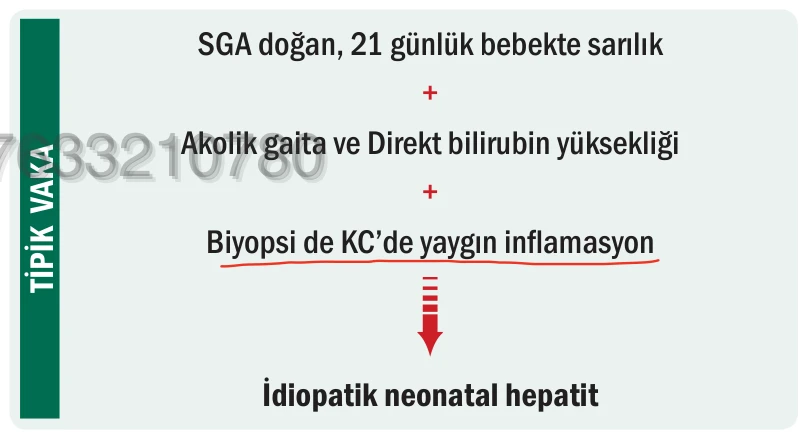 TİPİK VAKA
SGA doğan, 21 günlük bebekte sarılık
+
Akolik gaita ve Direkt bilirubin yüksekliği
+
Biyopsi de KC’de yaygın inflamasyon
İdiopatik neonatal hepatit